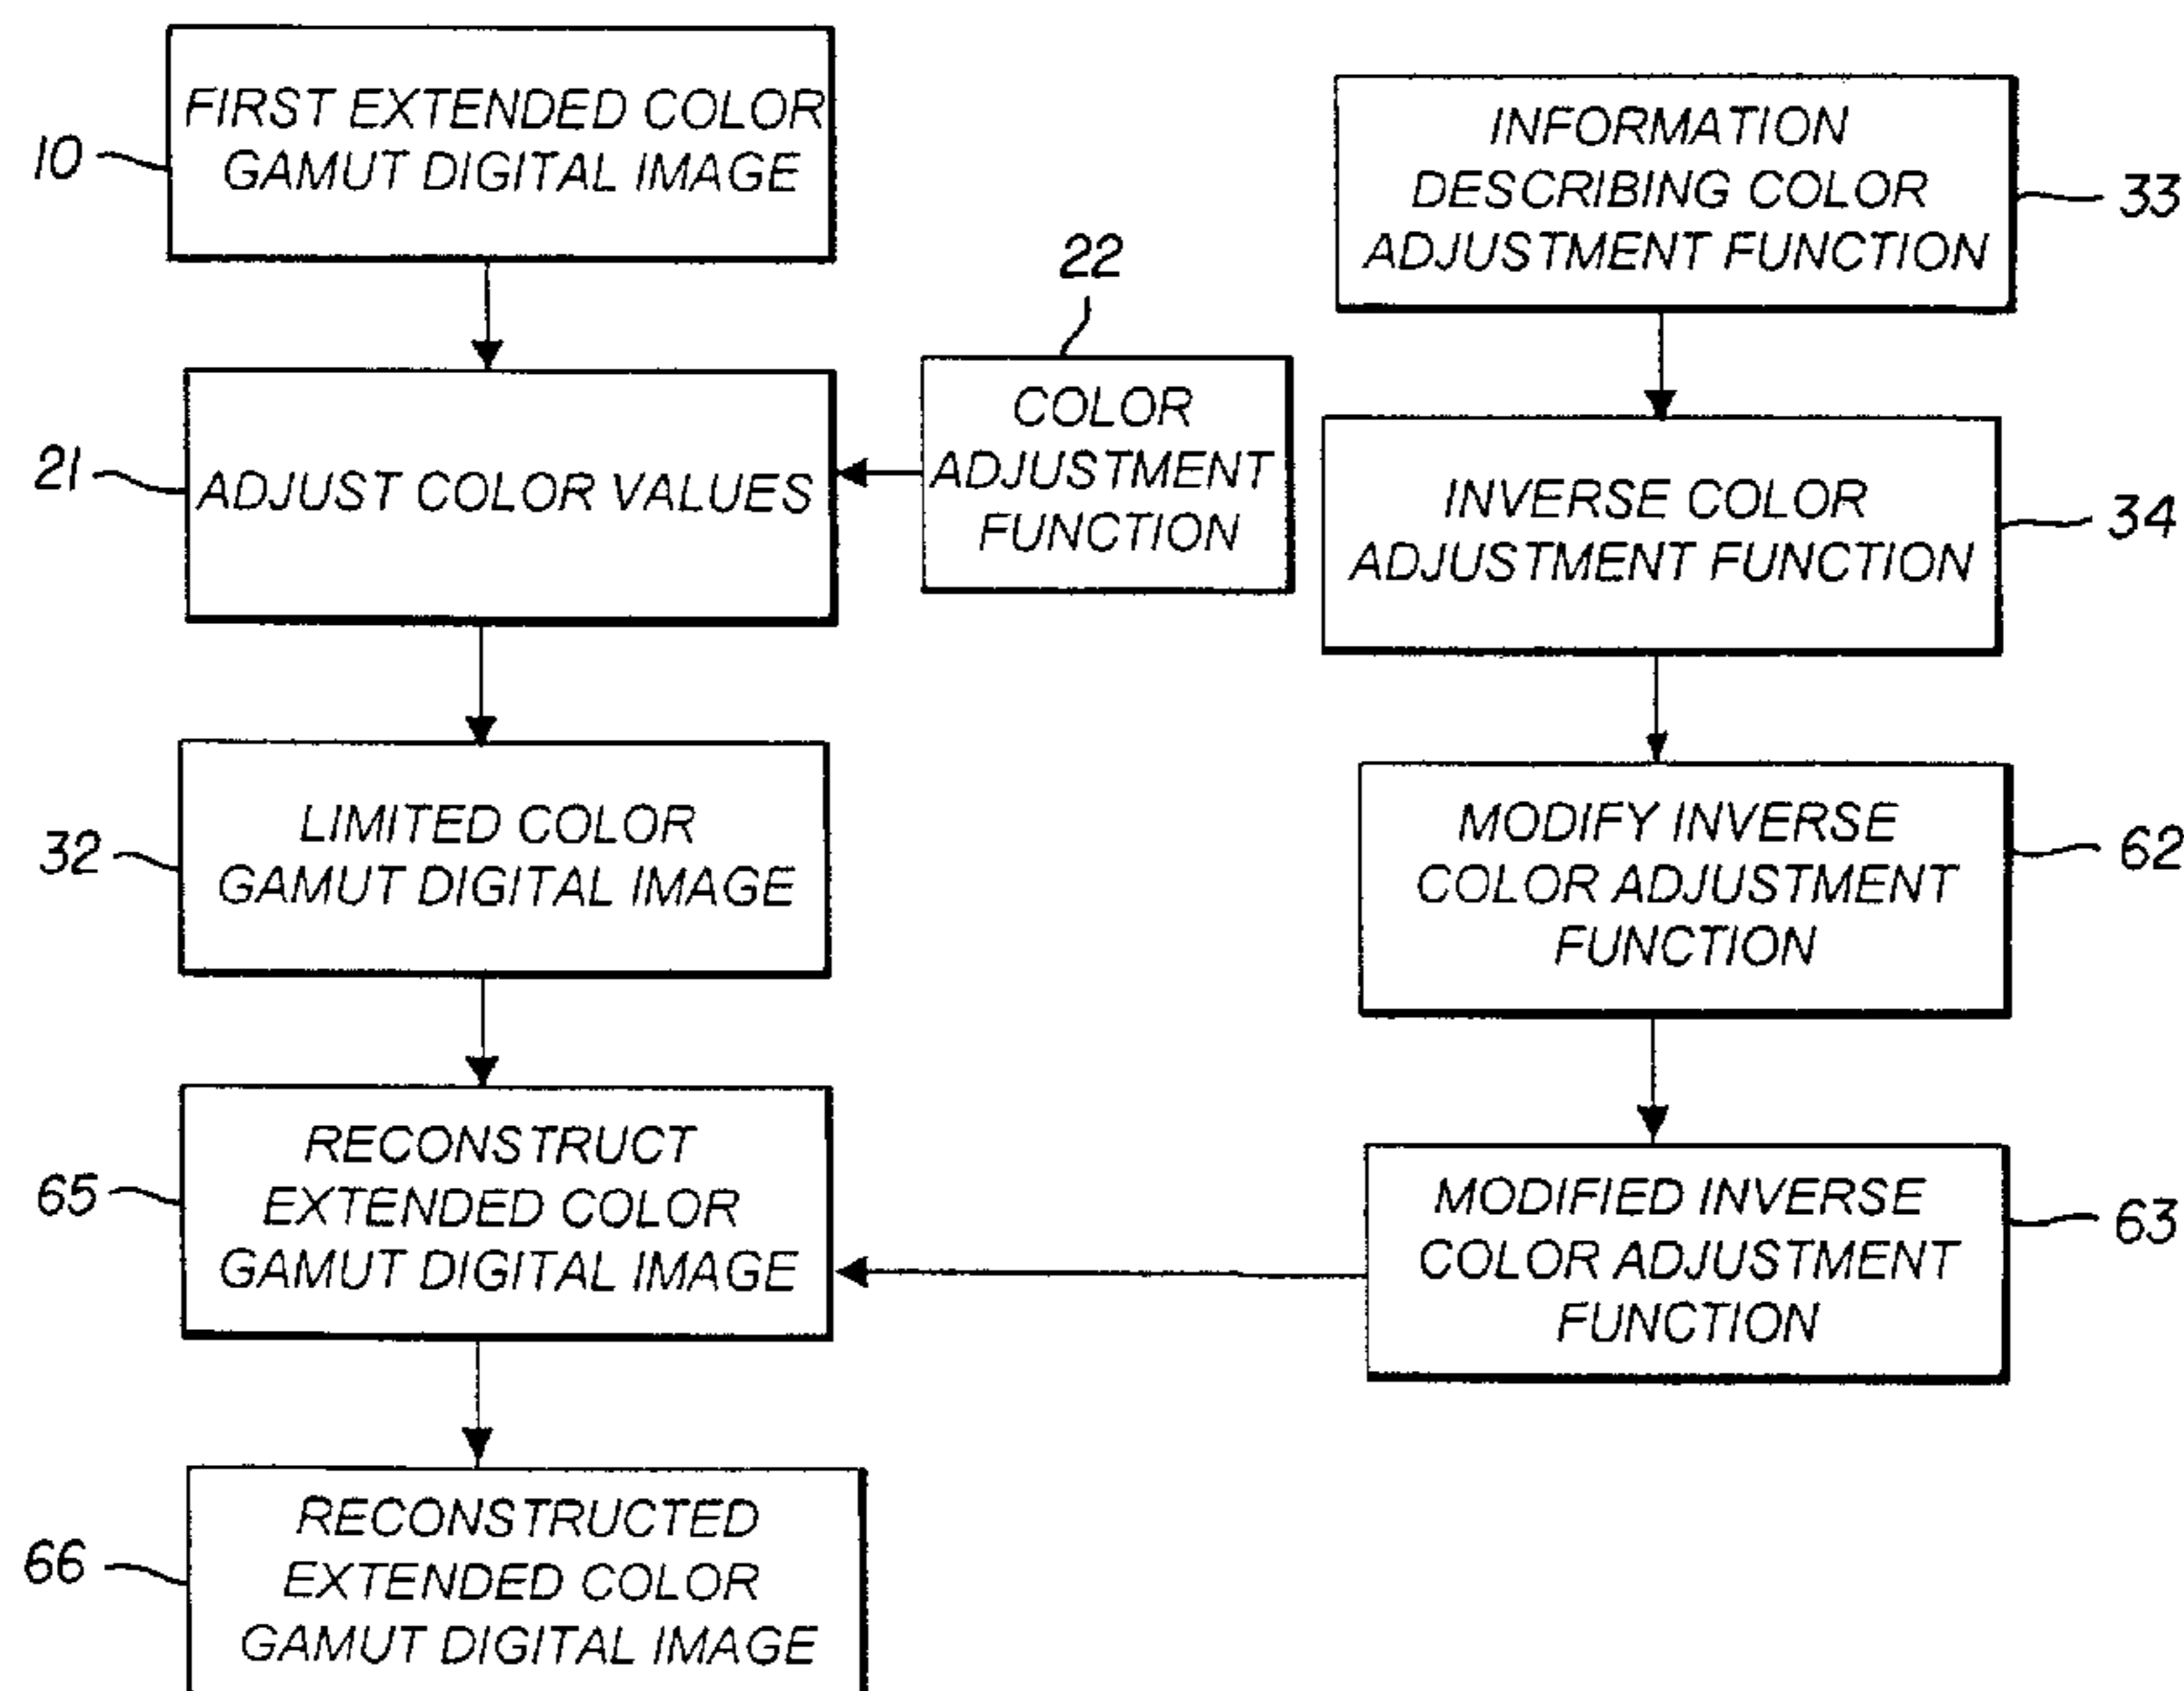 10
FIRST EXTENDED COLOR
GAMUT DIGITAL IMAGE
21
ADJUST COLOR VALUES
22
COLOR
ADJUSTMENT
FUNCTION
32
LIMITED COLOR
GAMUT DIGITAL IMAGE
65
RECONSTRUCT
EXTENDED COLOR
GAMUT DIGITAL IMAGE
66
RECONSTRUCTED
EXTENDED COLOR
GAMUT DIGITAL IMAGE
INFORMATION
DESCRIBING COLOR
ADJUSTMENT FUNCTION
33
INVERSE COLOR
ADJUSTMENT FUNCTION
34
MODIFY INVERSE
COLOR ADJUSTMENT
FUNCTION
62
MODIFIED INVERSE
COLOR ADJUSTMENT
FUNCTION
63